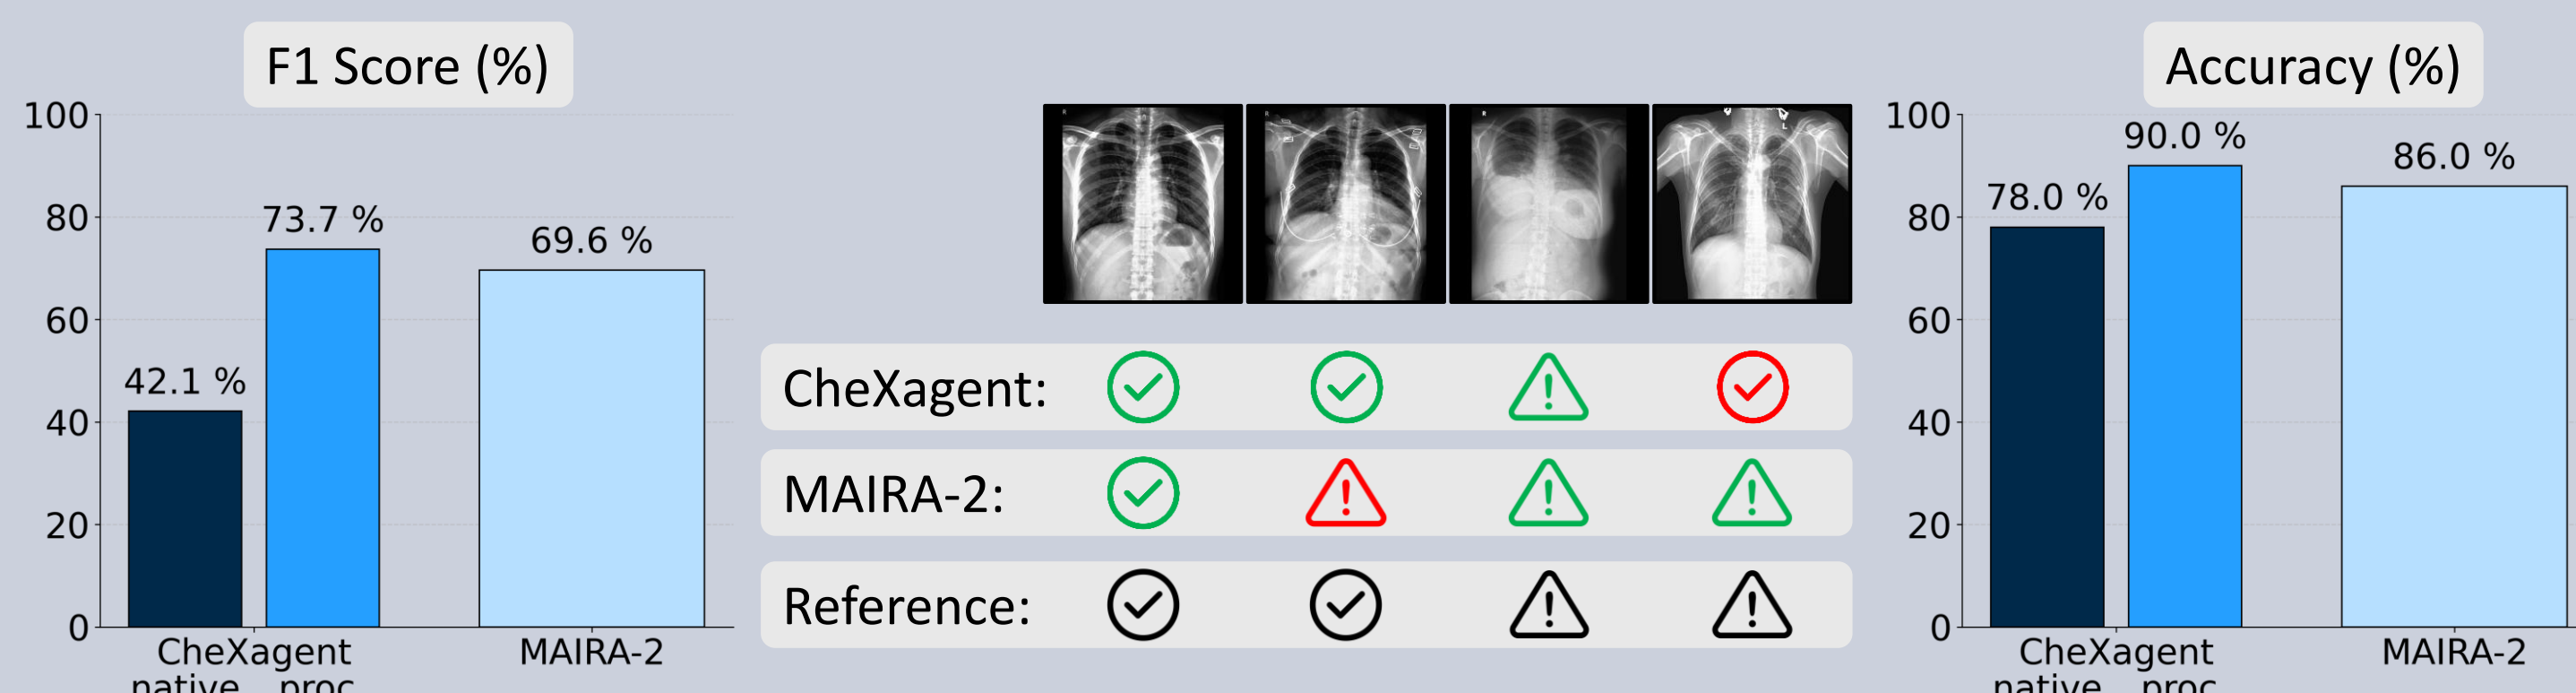 F1 Score (%)
100
80
60
40
20
0
42.1 %
73.7 %
69.6 %
CheXagent
native proc
MAIRA-2
R
R
R
L
CheXagent:
MAIRA-2:
Reference:
Accuracy (%)
100
80
60
40
20
0
78.0 %
90.0 %
86.0 %
CheXagent
native proc
MAIRA-2